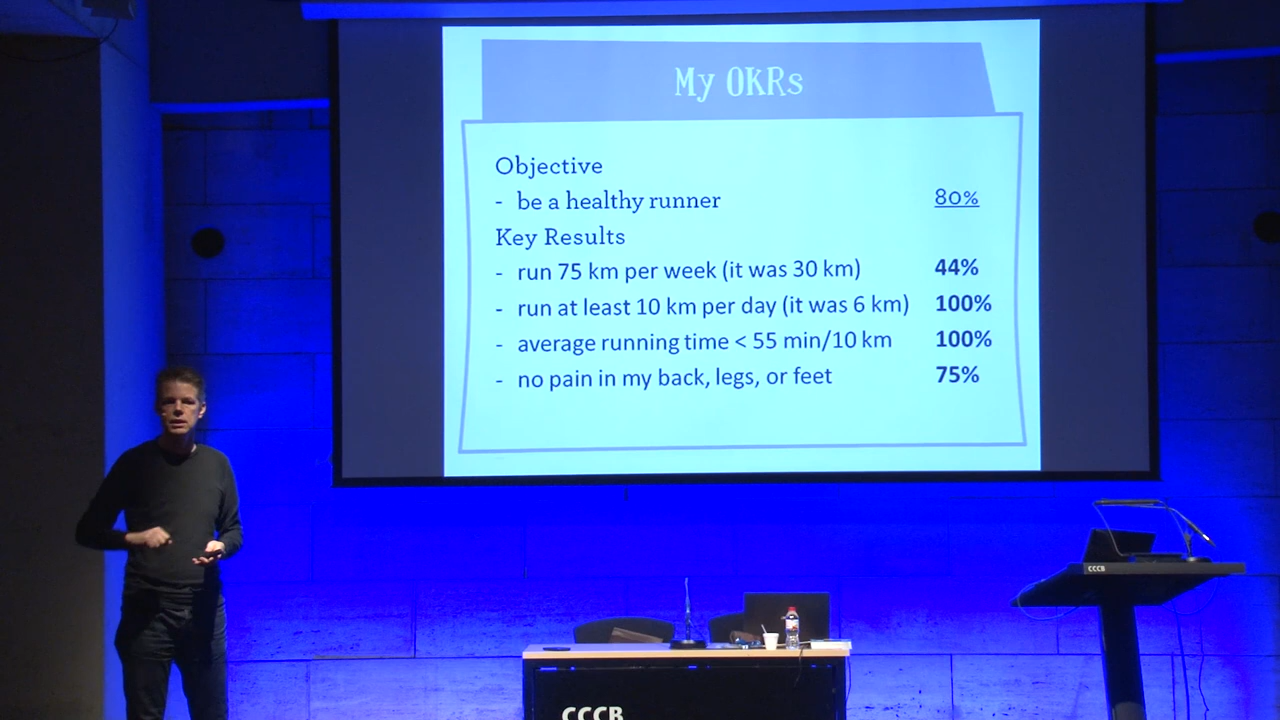 My OKRs
Objective
- be a healthy runner 80%
Key Results
- run 75 km per week (it was 30 km) 44%
- run at least 10 km per day (it was 6 km) 100%
- average running time < 55 min/10 km 100%
- no pain in my back, legs, or feet 75%
CCCB
CCCB